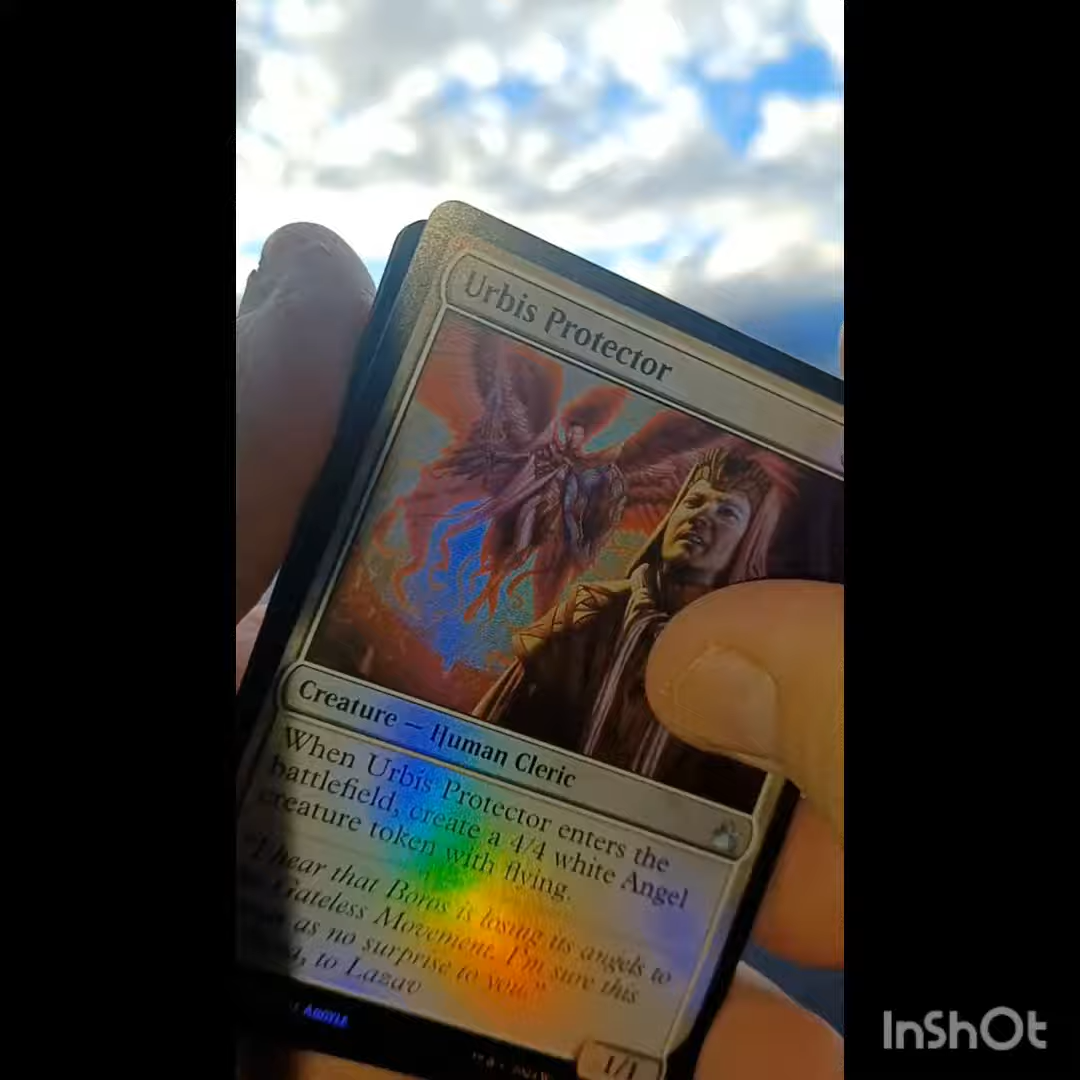 Urbis Protector
Creature — Human Cleric
When Urbis Protector enters the
battlefield, create a 4/4 white Angel
creature token with flying.
"I hear that Boros is losing its angels to
Gateless Movement. I'm sure this
as no surprise to you."
to Lazav
ARGYLE
1/1
InShOt